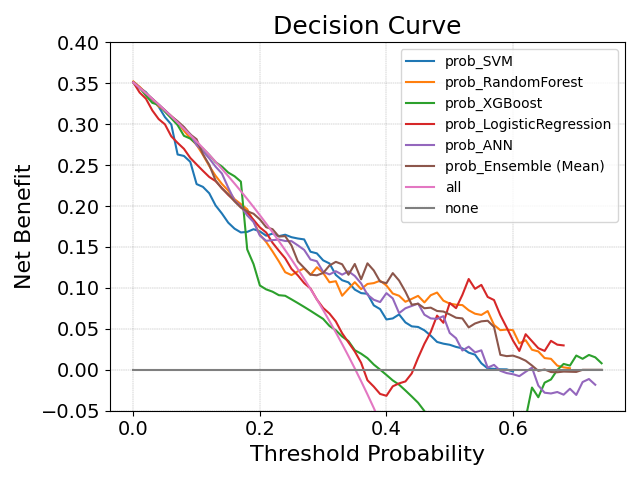 Decision Curve
0.40
0.35
0.30
0.25
0.20
0.15
0.10
0.05
0.00
−0.05
Net Benefit
prob_SVM
prob_RandomForest
prob_XGBoost
prob_LogisticRegression
prob_ANN
prob_Ensemble (Mean)
all
none
0.0 0.2 0.4 0.6
Threshold Probability